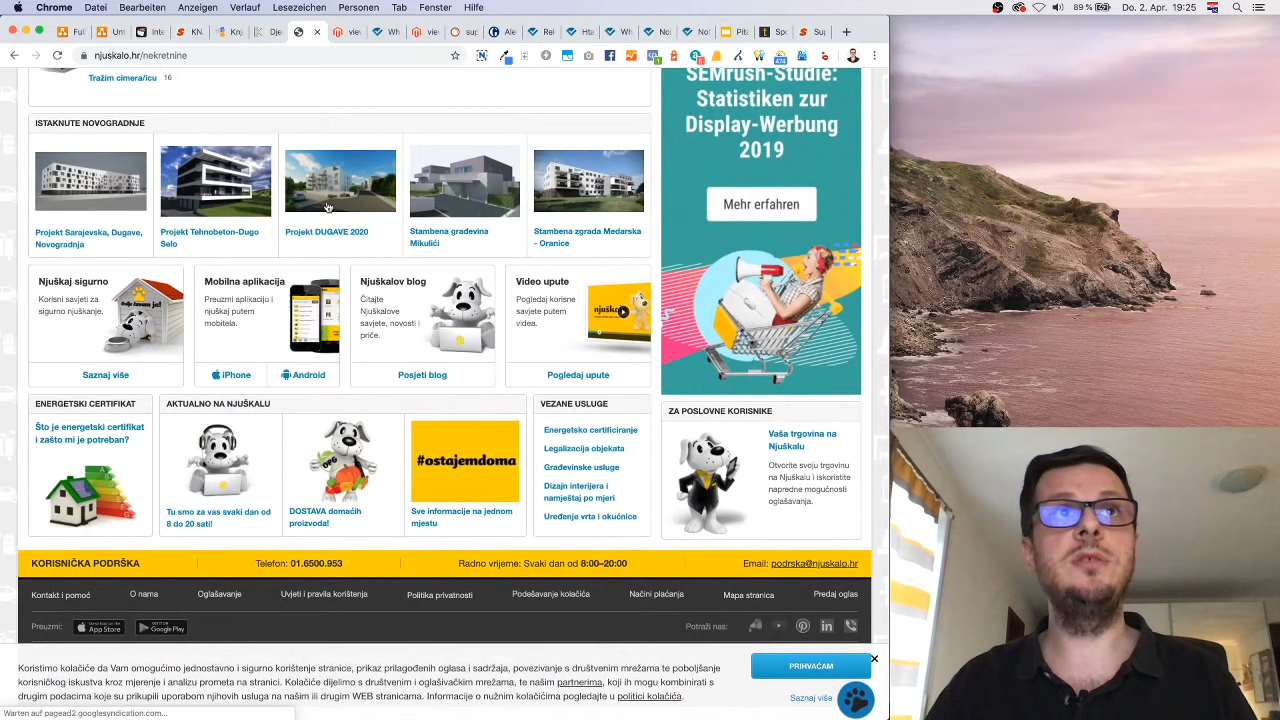 Chrome Ablage Bearbeiten Anzeigen Verlauf Lesezeichen Personen Tab Fenster Hilfe
89 % Do. 2. Apr. 19:25
njuskalo.hr/nekretnine
Tražim cimera/icu 16
ISTAKNUTE NOVOGRADNJE
Projekt Sarajevska, Dugave,
Novogradnja
Projekt Tehnobeton-Dugo
Selo
Projekt DUGAVE 2020
Stambena građevina
Mikulići
Stambena zgrada Medarska
- Oranice
SEMrush-Studie:
Statistiken zur
Display-Werbung
2019
Mehr erfahren
Njuškaj sigurno
Korisni savjeti za
sigurno njuškanje.
Saznaj više
Mobilna aplikacija
Preuzmi aplikaciju i
njuškaj putem
mobitela.
iPhone
Android
Njuškalov blog
Čitajte
Njuškalove
savjete, novosti i
priče.
Posjeti blog
Video upute
Pogledaj korisne
savjete putem
videa.
Pogledaj upute
ENERGETSKI CERTIFIKAT
Što je energetski certifikat
i zašto mi je potreban?
AKTUALNO NA NJUŠKALU
Tu smo za vas svaki dan od
8 do 20 sati!
DOSTAVA domaćih
proizvoda!
#ostajemdoma
Sve informacije na jednom
mjestu
VEZANE USLUGE
Energetsko certificiranje
Legalizacija objekata
Građevinske usluge
Dizajn interijera i
namještaj po mjeri
Uređenje vrta i okućnice
ZA POSLOVNE KORISNIKE
Vaša trgovina na
Njuškalu
Otvorite svoju trgovinu
na Njuškalu i iskoristite
napredne mogućnosti
oglašavanja.
KORISNIČKA PODRŠKA
Telefon: 01.6500.953
Radno vrijeme: Svaki dan od 8:00–20:00
Email: podrska@njuskalo.hr
Kontakt i pomoć O nama Oglašavanje Uvjeti i pravila korištenja Politika privatnosti Podešavanje kolačića Načini plaćanja Mapa stranica Predaj oglas
Preuzmi: App Store Google Play
Potraži nas:
Koristimo kolačiće da Vam omogućimo jednostavno i sigurno korištenje stranice, prikaz prilagođenih oglasa i sadržaja, povezivanje s društvenim mrežama te poboljšanje
korisničkog iskustva kroz mjerenje i analizu prometa na stranici. Kolačiće dijelimo s društvenim i oglašivačkim mrežama, te našim partnerima, koji ih mogu kombinirati s
drugim podacima koje su prikupili uporabom njihovih usluga na našim ili drugim WEB stranicama. Informacije o nužnim kolačićima pogledajte u politici kolačića.
PRIHVAĆAM
Saznaj više
Warten auf pagead2.googlesyndication.com...